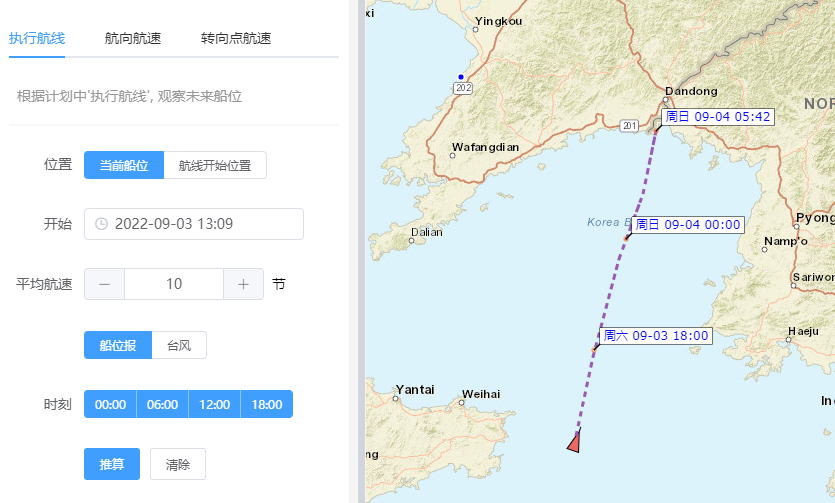 执行航线 航向航速 转向点航速
根据计划中'执行航线', 观察未来船位
位置 当前船位 航线开始位置
开始 2022-09-03 13:09
平均航速 − 10 + 节
船位报 台风
时刻 00:00 06:00 12:00 18:00
推算 清除
xi
Yingkou
202
Dandong
NOR
周日 09-04 05:42
201
Wafangdian
Korea B
周日 09-04 00:00
Pyong
Dalian
Namp'o
Sariwon
周六 09-03 18:00
Haeju
Yantai
Weihai
In c
ng